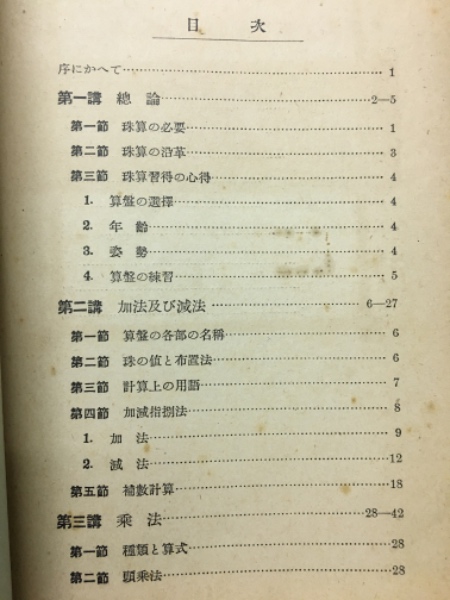 目次
序にかへて…………1
第一講 總論…………2—5
第一節 珠算の必要…………1
第二節 珠算の沿革…………3
第三節 珠算習得の心得…………4
1. 算盤の選擇…………4
2. 年齡…………4
3. 姿勢…………4
4. 算盤の練習…………5
第二講 加法及び減法…………6—27
第一節 算盤の各部の名稱…………6
第二節 珠の値と布置法…………6
第三節 計算上の用語…………7
第四節 加減指捌法…………8
1. 加法…………9
2. 減法…………12
第五節 補數計算…………18
第三講 乘法…………28—42
第一節 種類と算式…………28
第二節 頭乘法…………28